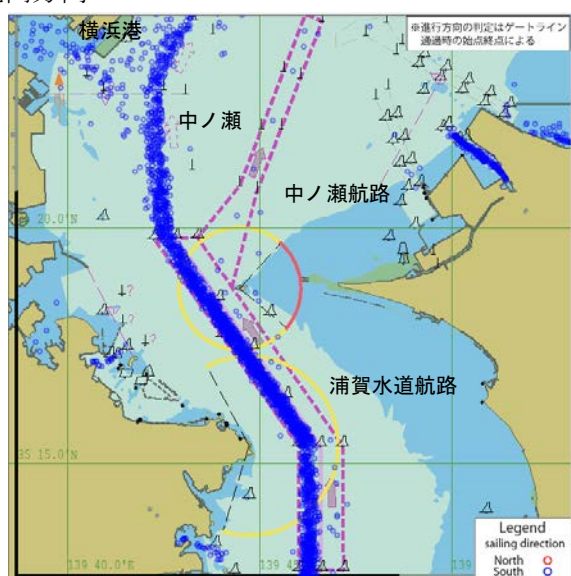 横浜港
※進行方向の判定はゲートライン
通過時の始点終点による
中ノ瀬
中ノ瀬航路
20.0'N
浦賀水道航路
35 15.0'N
139 40.0'E
139 4
139
Legend
sailing direction
North
South